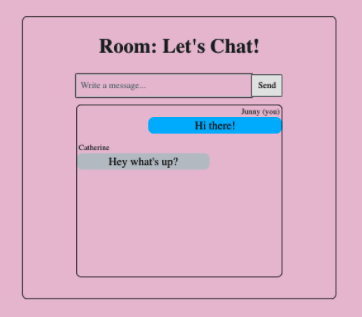 Room: Let's Chat!
Write a message...
Send
Junny (you)
Hi there!
Catherine
Hey what's up?